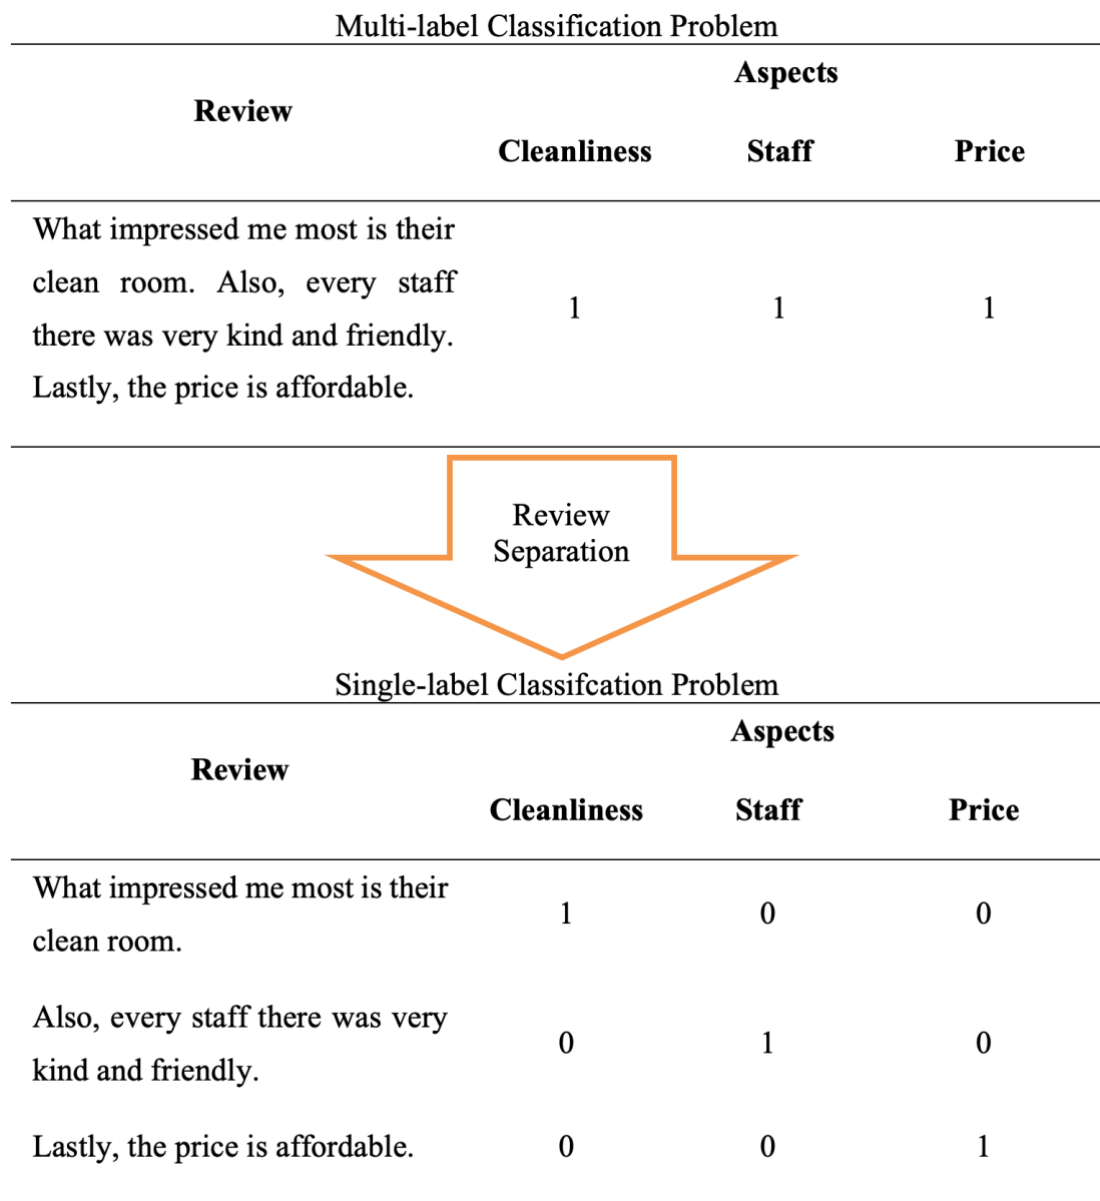 Multi-label Classification Problem
Aspects
Review
Cleanliness Staff Price
What impressed me most is their
clean room. Also, every staff
there was very kind and friendly.
Lastly, the price is affordable.
1 1 1
Review
Separation
Single-label Classifcation Problem
Aspects
Review
Cleanliness Staff Price
What impressed me most is their
clean room.
1 0 0
Also, every staff there was very
kind and friendly.
0 1 0
Lastly, the price is affordable. 0 0 1